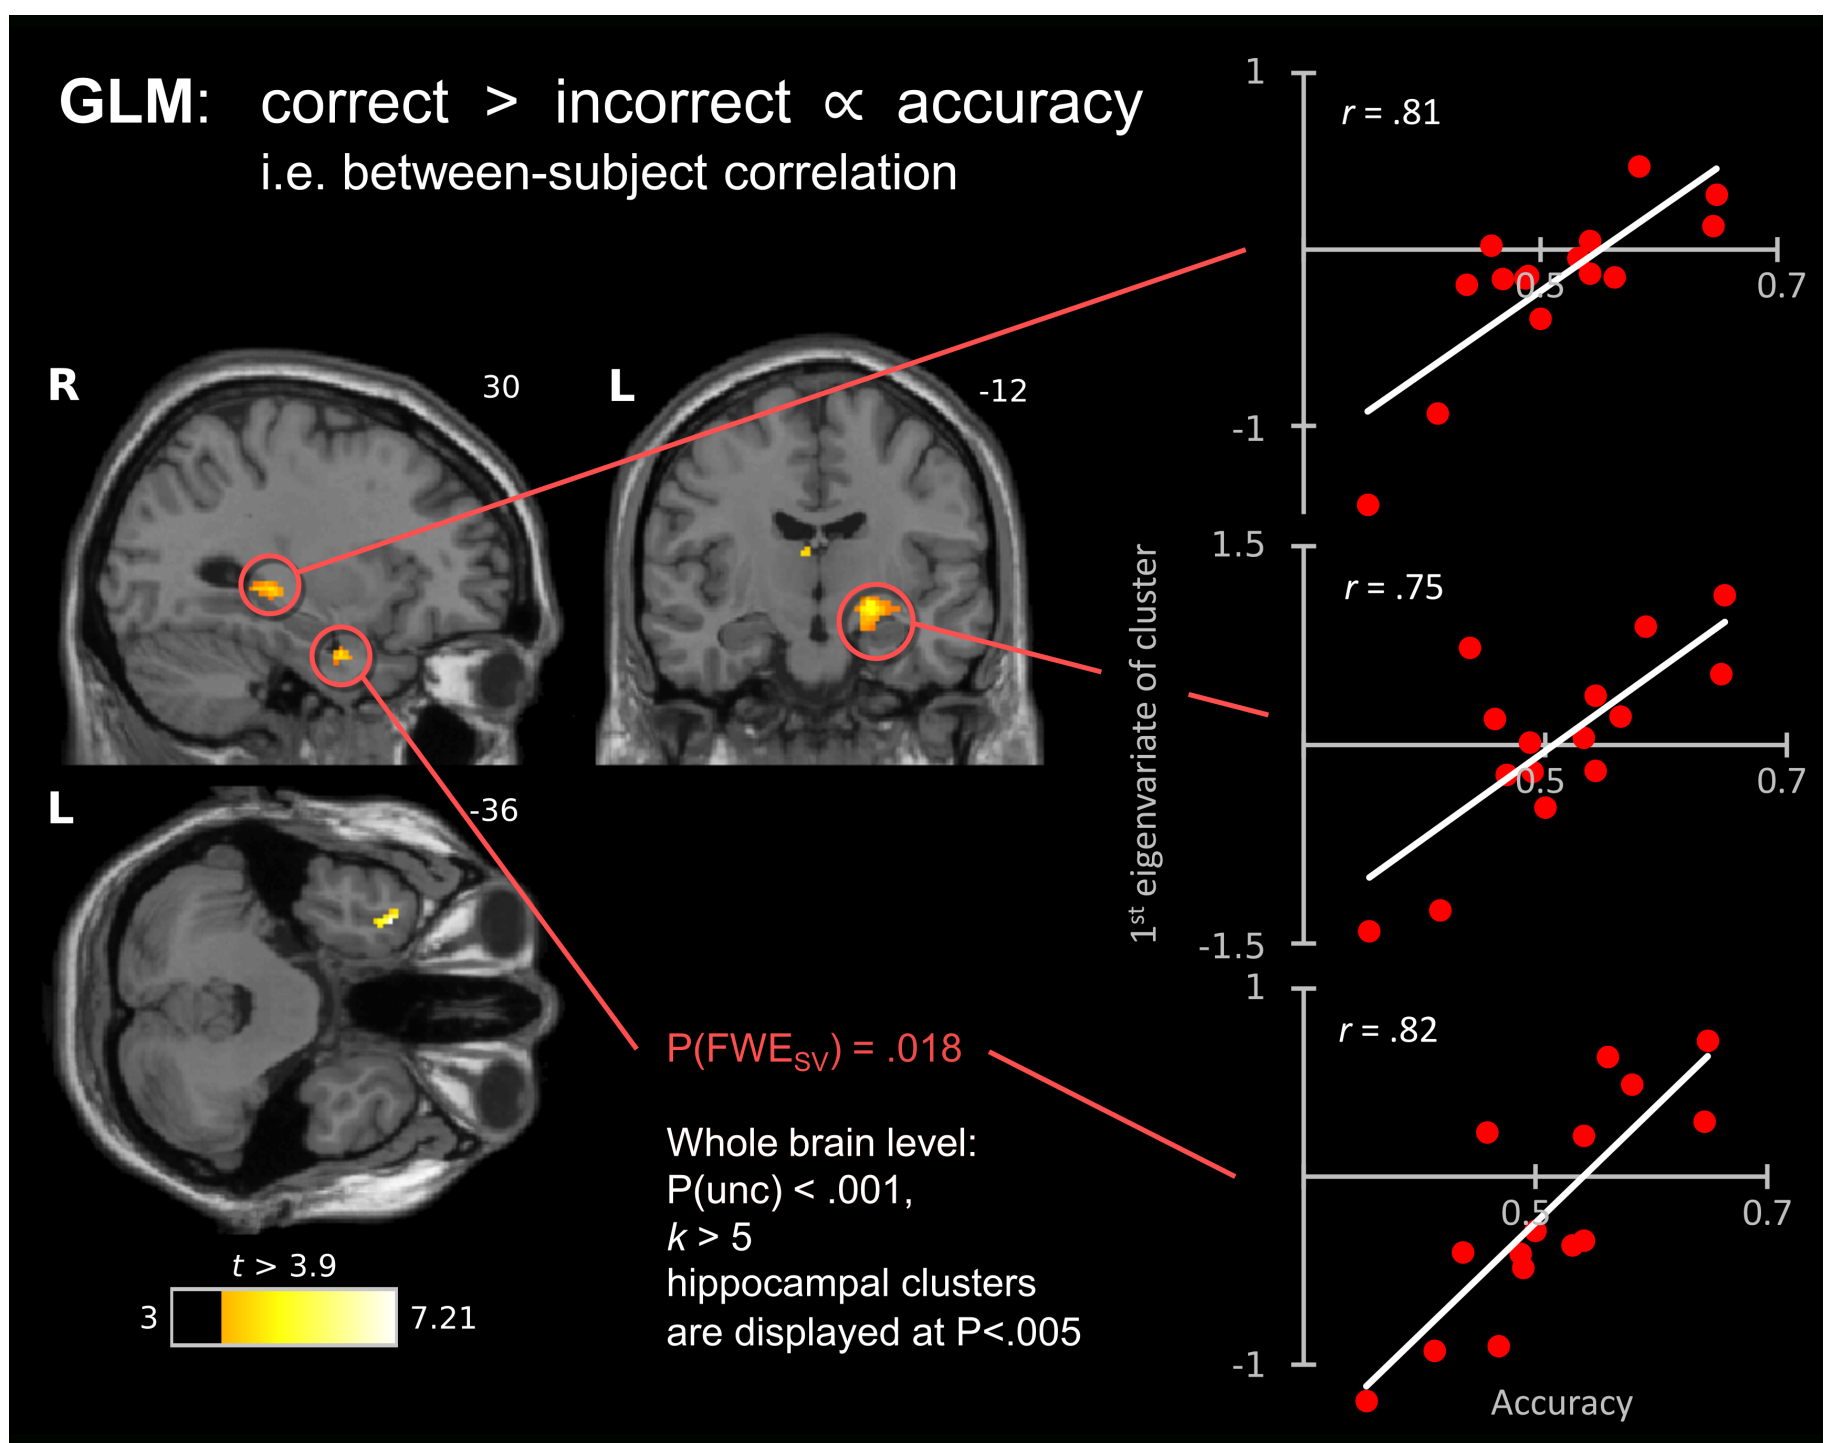 GLM: correct > incorrect ∝ accuracy
i.e. between-subject correlation
R
30
L
-12
L
-36
t > 3.9
3
7.21
P(FWESV) = .018
Whole brain level:
P(unc) < .001,
k > 5
hippocampal clusters
are displayed at P<.005
1st eigenvariate of cluster
1
r = .81
0.5
0.7
-1
1.5
r = .75
0.5
0.7
-1.5
1
r = .82
0.5
0.7
-1
Accuracy